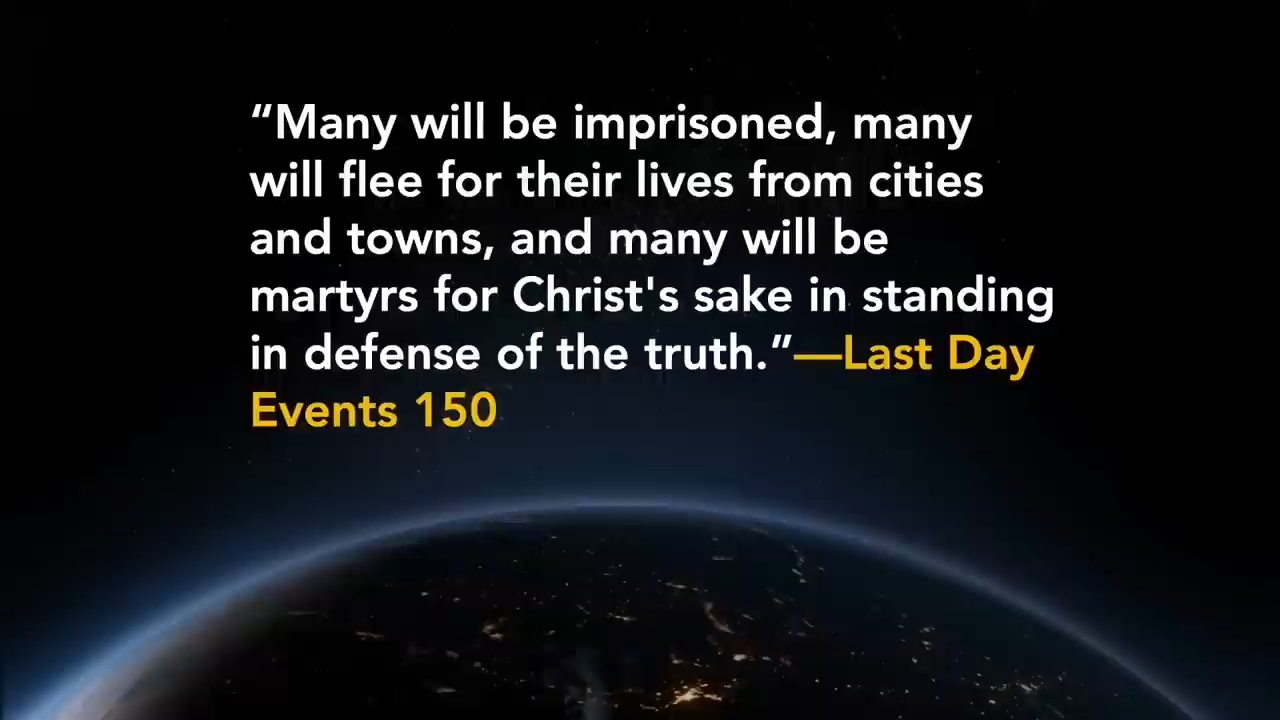 “Many will be imprisoned, many
will flee for their lives from cities
and towns, and many will be
martyrs for Christ's sake in standing
in defense of the truth.”—Last Day
Events 150